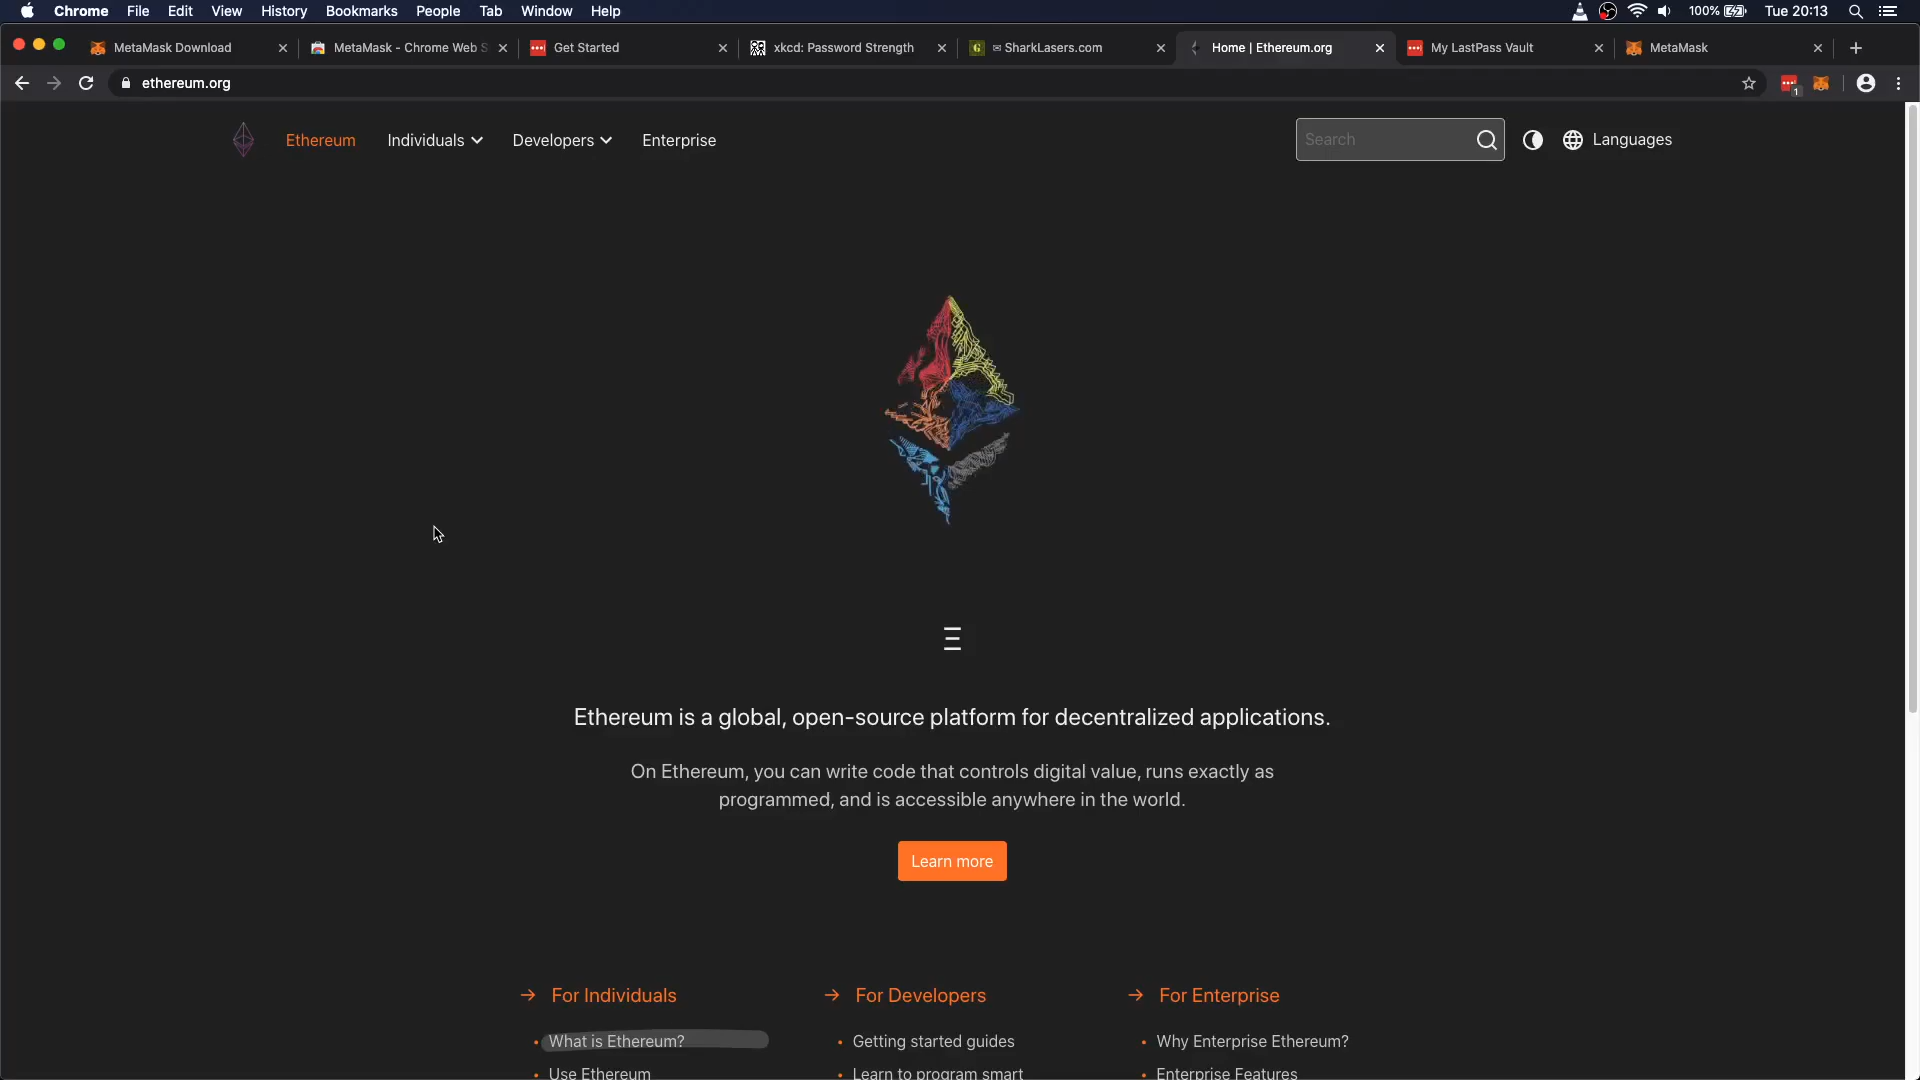 Chrome File Edit View History Bookmarks People Tab Window Help 100% Tue 20:13
MetaMask Download MetaMask - Chrome Web S Get Started xkcd: Password Strength SharkLasers.com Home | Ethereum.org My LastPass Vault MetaMask
ethereum.org 1
Ethereum Individuals Developers Enterprise Search Languages
Ξ
Ethereum is a global, open-source platform for decentralized applications.
On Ethereum, you can write code that controls digital value, runs exactly as
programmed, and is accessible anywhere in the world.
Learn more
→ For Individuals → For Developers → For Enterprise
• What is Ethereum? • Getting started guides • Why Enterprise Ethereum?
• Use Ethereum • Learn to program smart • Enterprise Features